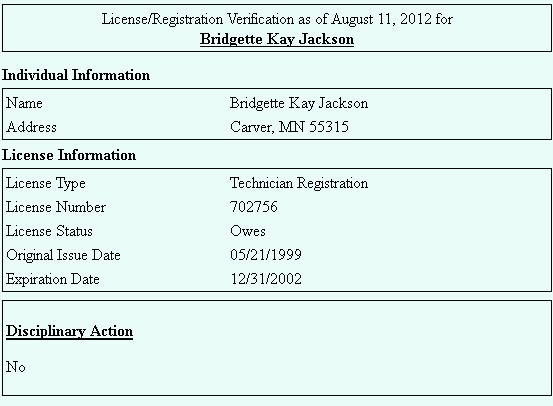 License/Registration Verification as of August 11, 2012 for
Bridgette Kay Jackson
Individual Information
Name Bridgette Kay Jackson
Address Carver, MN 55315
License Information
License Type Technician Registration
License Number 702756
License Status Owes
Original Issue Date 05/21/1999
Expiration Date 12/31/2002
Disciplinary Action
No